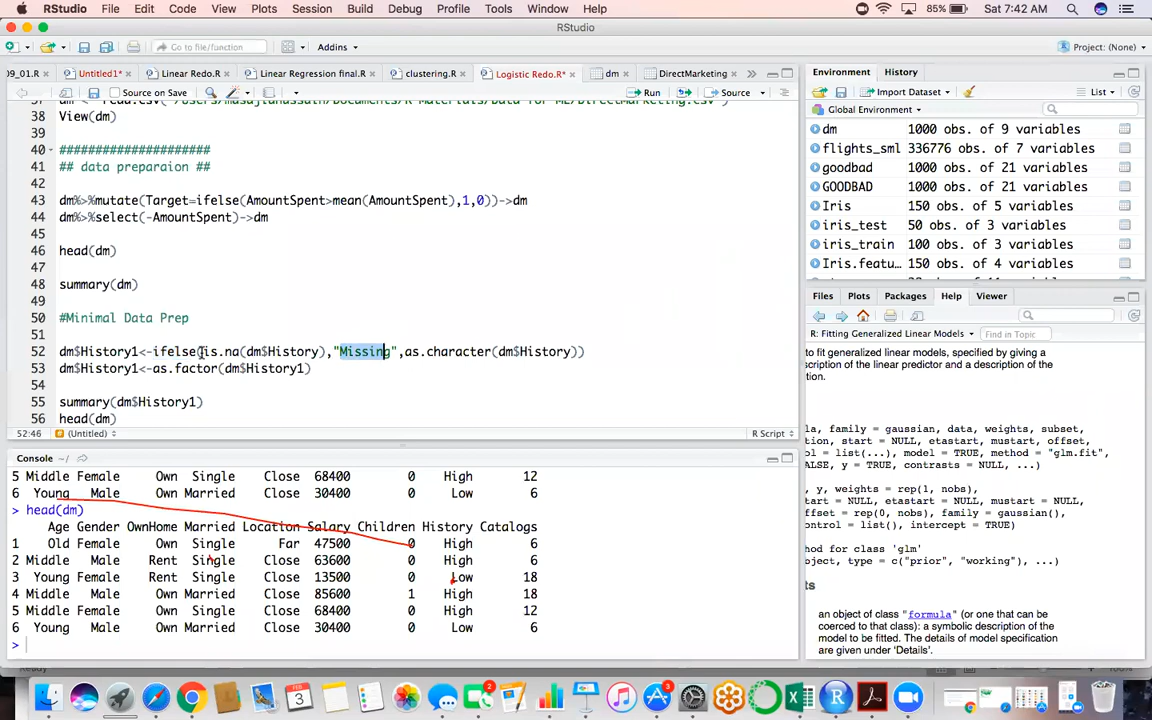 RStudio File Edit Code View Plots Session Build Debug Profile Tools Window Help 85% Sat 7:42 AM
RStudio
Go to file/function Addins Project: (None)
09_01.R Untitled1* Linear Redo.R Linear Regression final.R clustering.R Logistic Redo.R* dm DirectMarketing
Source on Save Run Source
37
38 View(dm)
39
40 #####################
41 ## data preparaion ##
42
43 dm%>%mutate(Target=ifelse(AmountSpent>mean(AmountSpent),1,0))->dm
44 dm%>%select(-AmountSpent)->dm
45
46 head(dm)
47
48 summary(dm)
49
50 #Minimal Data Prep
51
52 dm$History1<-ifelse(is.na(dm$History),"Missing",as.character(dm$History))
53 dm$History1<-as.factor(dm$History1)
54
55 summary(dm$History1)
56 head(dm)
52:46 (Untitled) R Script
Console ~/
5 Middle Female Own Single Close 68400 0 High 12
6 Young Male Own Married Close 30400 0 Low 6
> head(dm)
Age Gender OwnHome Married Location Salary Children History Catalogs
1 Old Female Own Single Far 47500 0 High 6
2 Middle Male Rent Single Close 63600 0 High 6
3 Young Female Rent Single Close 13500 0 Low 18
4 Middle Male Own Married Close 85600 1 High 18
5 Middle Female Own Single Close 68400 0 High 12
6 Young Male Own Married Close 30400 0 Low 6
>
Environment History
Import Dataset List
Global Environment
dm 1000 obs. of 9 variables
flights_sml 336776 obs. of 7 variables
goodbad 1000 obs. of 21 variables
GOODBAD 1000 obs. of 21 variables
Iris 150 obs. of 5 variables
iris_test 50 obs. of 3 variables
iris_train 100 obs. of 3 variables
Iris.featu… 150 obs. of 4 variables
Files Plots Packages Help Viewer
R: Fitting Generalized Linear Models Find in Topic
to fit generalized linear models, specified by giving a
scription of the linear predictor and a description of the
tion.
la, family = gaussian, data, weights, subset,
tion, start = NULL, etastart, mustart, offset,
ol = list(...), model = TRUE, method = "glm.fit",
ALSE, y = TRUE, contrasts = NULL, ...)
, y, weights = rep(1, nobs),
start = NULL, etastart = NULL, mustart = NULL,
ffset = rep(0, nobs), family = gaussian(),
ontrol = list(), intercept = TRUE)
hod for class 'glm'
object, type = c("prior", "working"), ...)
ts
an object of class "formula" (or one that can be
coerced to that class): a symbolic description of the
model to be fitted. The details of model specification
are given under 'Details'.